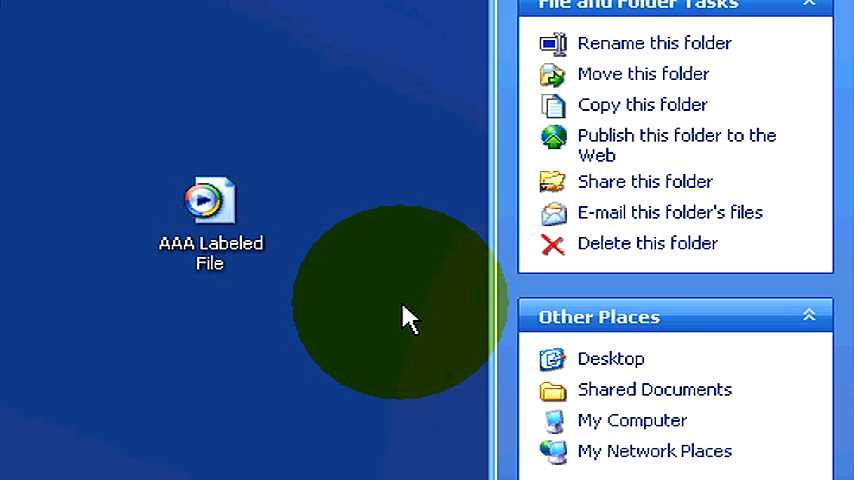 File and Folder Tasks
Rename this folder
Move this folder
Copy this folder
Publish this folder to the
Web
Share this folder
E-mail this folder's files
Delete this folder
AAA Labeled
File
Other Places
Desktop
Shared Documents
My Computer
My Network Places